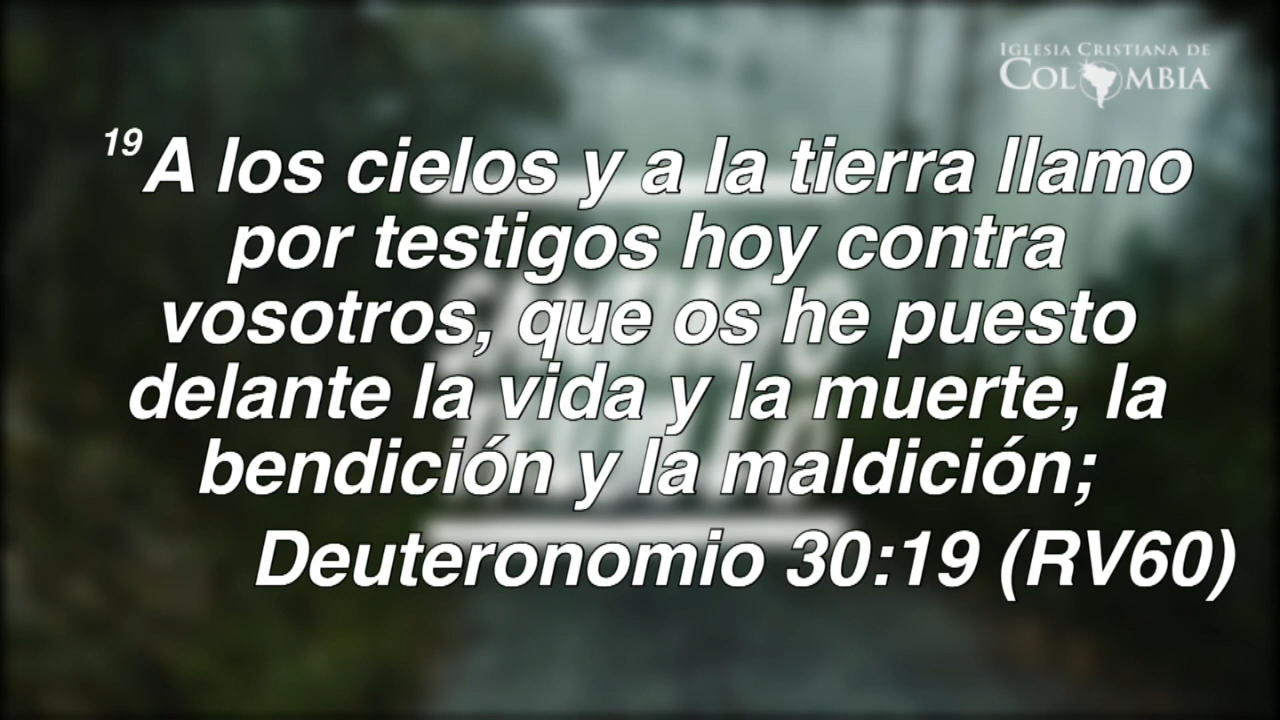 IGLESIA CRISTIANA DE
COLOMBIA
19 A los cielos y a la tierra llamo
por testigos hoy contra
vosotros, que os he puesto
delante la vida y la muerte, la
bendición y la maldición;
Deuteronomio 30:19 (RV60)